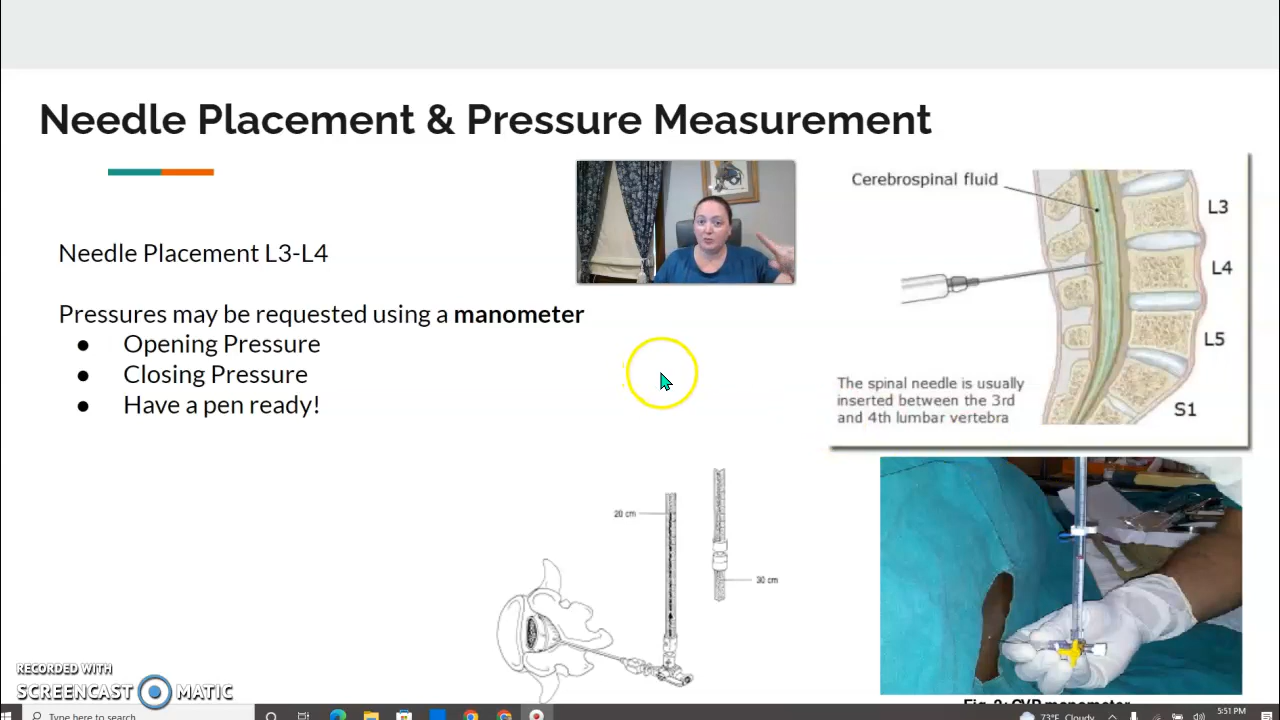 Needle Placement & Pressure Measurement
Needle Placement L3-L4
Pressures may be requested using a manometer
● Opening Pressure
● Closing Pressure
● Have a pen ready!
Cerebrospinal fluid
L3
L4
L5
S1
The spinal needle is usually
inserted between the 3rd
and 4th lumbar vertebra
20 cm
30 cm
RECORDED WITH
SCREENCAST MATIC
Type here to search
73°F Cloudy
5:51 PM